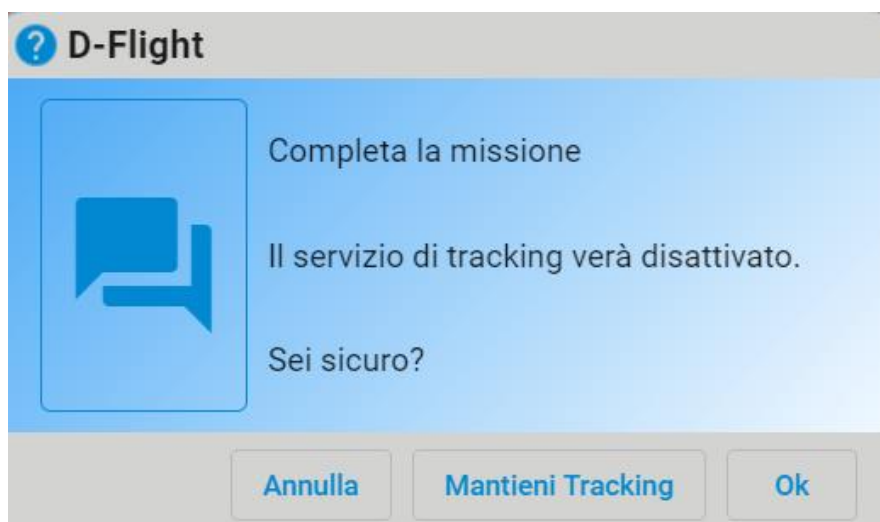 D-Flight
Completa la missione
Il servizio di tracking verà disattivato.
Sei sicuro?
Annulla
Mantieni Tracking
Ok